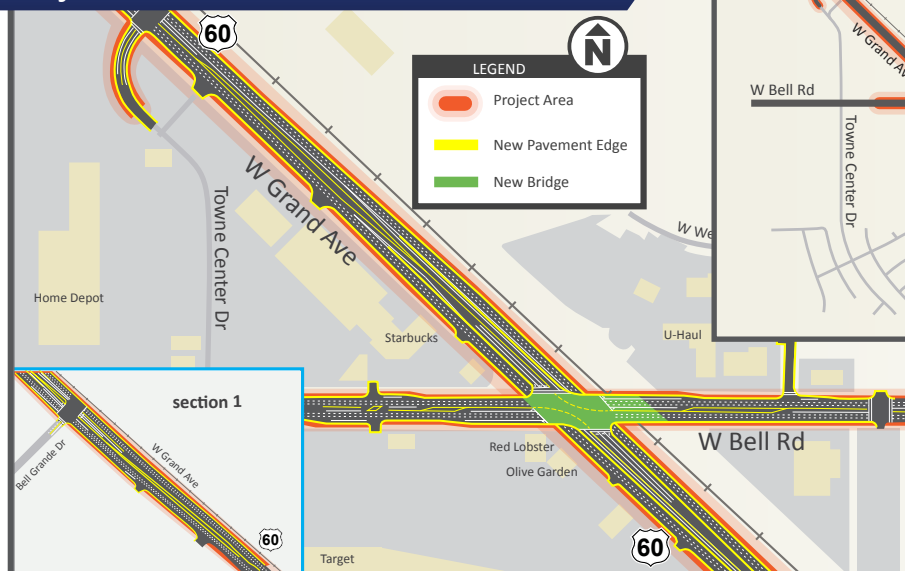 60
N
LEGEND
Project Area
New Pavement Edge
New Bridge
W Grand Ave
Towne Center Dr
Home Depot
Starbucks
U-Haul
W Bell Rd
Red Lobster
Olive Garden
Target
60
section 1
Bell Grande Dr
W Grand Ave
60
W Bell Rd
Towne Center Dr
W Grand